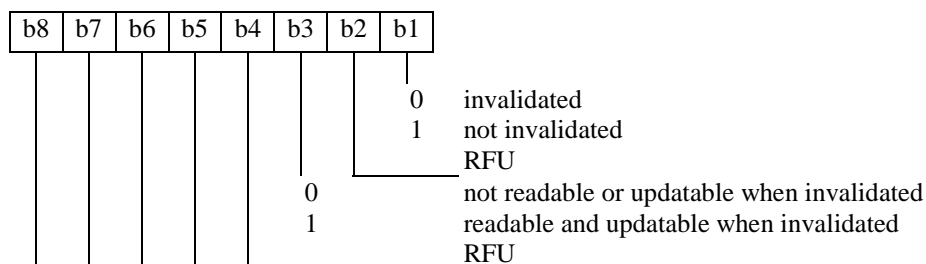 b8 b7 b6 b5 b4 b3 b2 b1
0 invalidated
1 not invalidated
RFU
0 not readable or updatable when invalidated
1 readable and updatable when invalidated
RFU